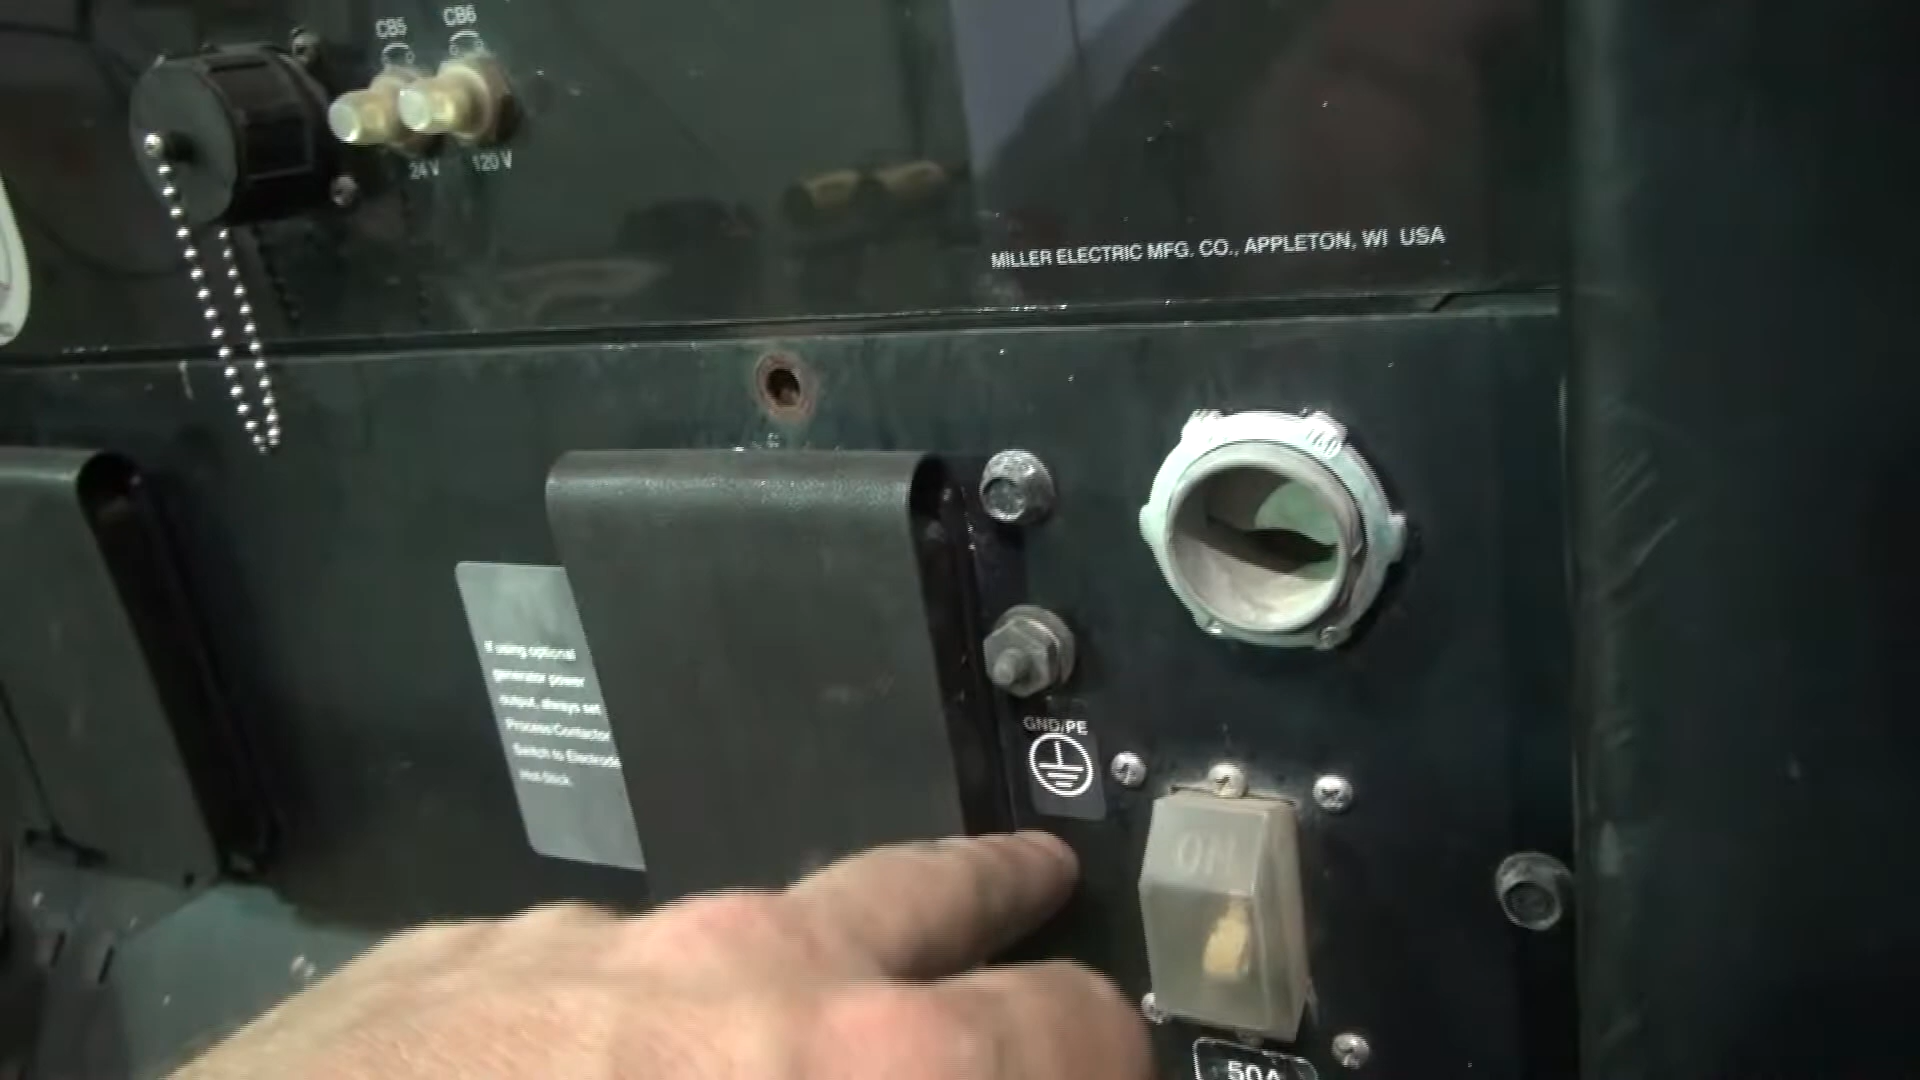 CB5 CB6
24 V 120 V
MILLER ELECTRIC MFG. CO., APPLETON, WI USA
If using optional
generator power
output, always set
Process/Contactor
Switch to Electrode
Hot-Stick.
GND/PE
ON
50A